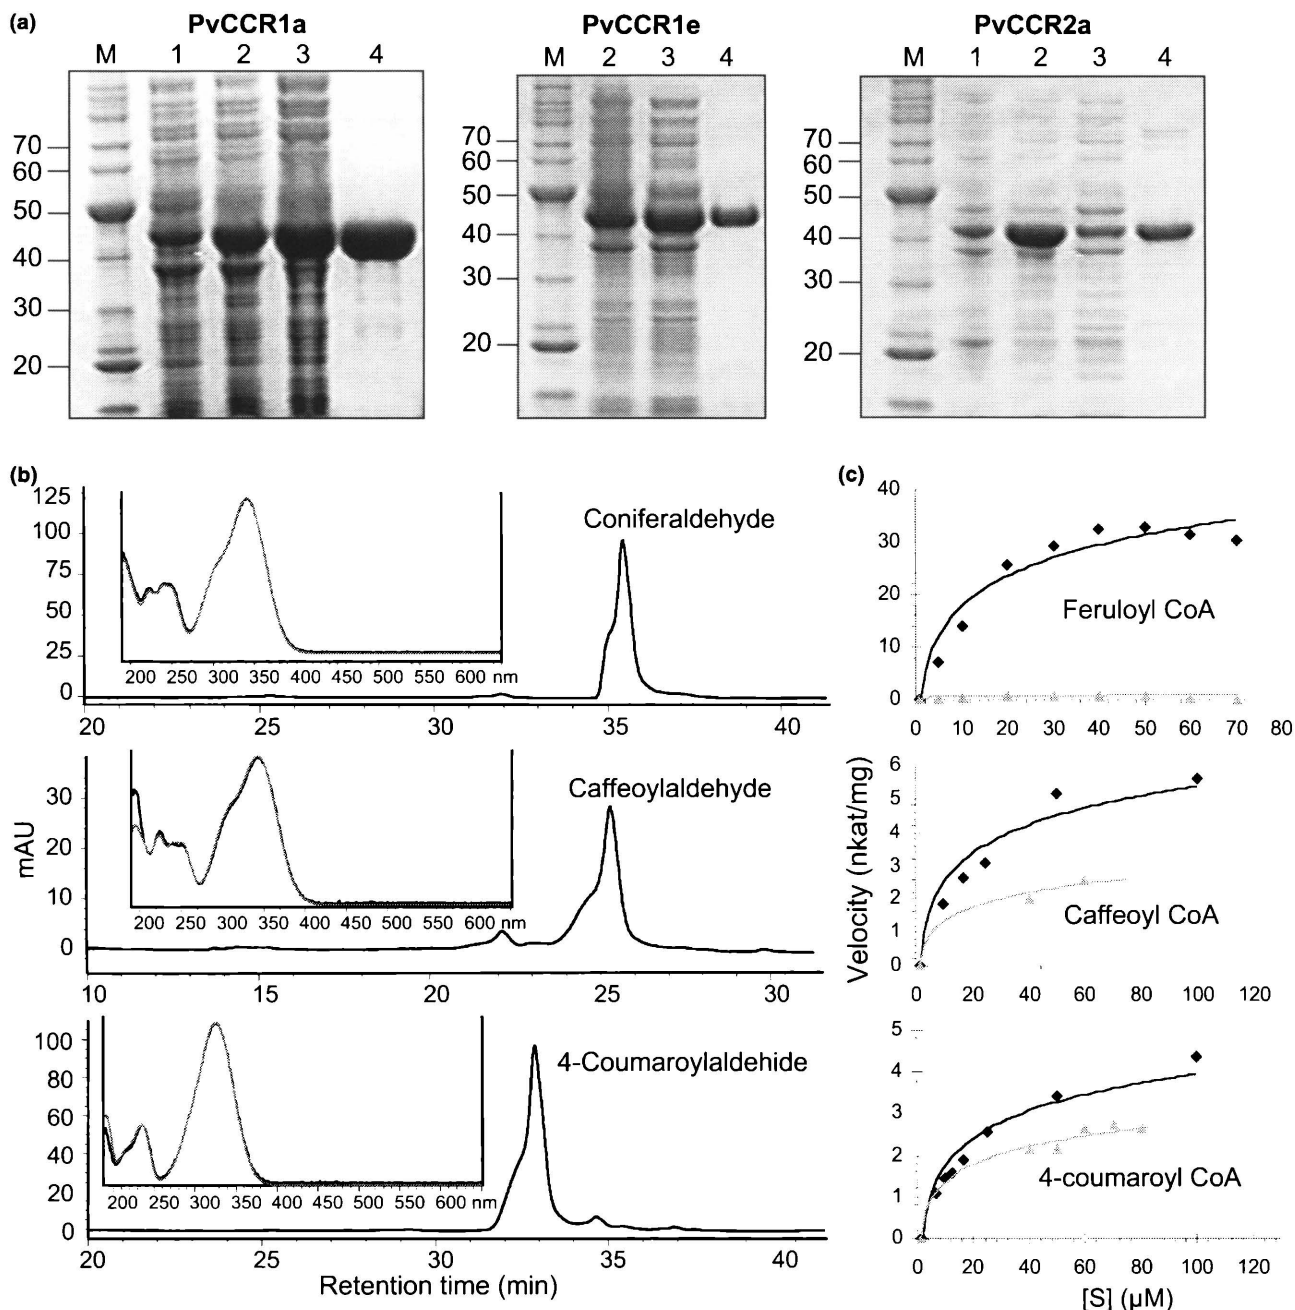 (a)
PvCCR1a
M 1 2 3 4
70
60
50
40
30
20
PvCCR1e
M 2 3 4
70
60
50
40
30
20
PvCCR2a
M 1 2 3 4
70
60
50
40
30
20
(b)
mAU
125
100
75
50
25
0
Coniferaldehyde
200 250 300 350 400 450 500 550 600 nm
20 25 30 35 40
30
20
10
0
Caffeoylaldehyde
200 260 300 350 400 450 500 550 600 nm
10 15 20 25 30
100
80
60
40
20
0
4-Coumaroylaldehide
200 250 300 350 400 450 500 550 600 nm
20 25 30 35 40
Retention time (min)
(c)
Velocity (nkat/mg)
40
30
20
10
0
Feruloyl CoA
0 10 20 30 40 50 60 70 80
6
5
4
3
2
1
0
Caffeoyl CoA
0 20 40 60 80 100 120
5
4
3
2
1
0
4-coumaroyl CoA
0 20 40 60 80 100 120
[S] (µM)